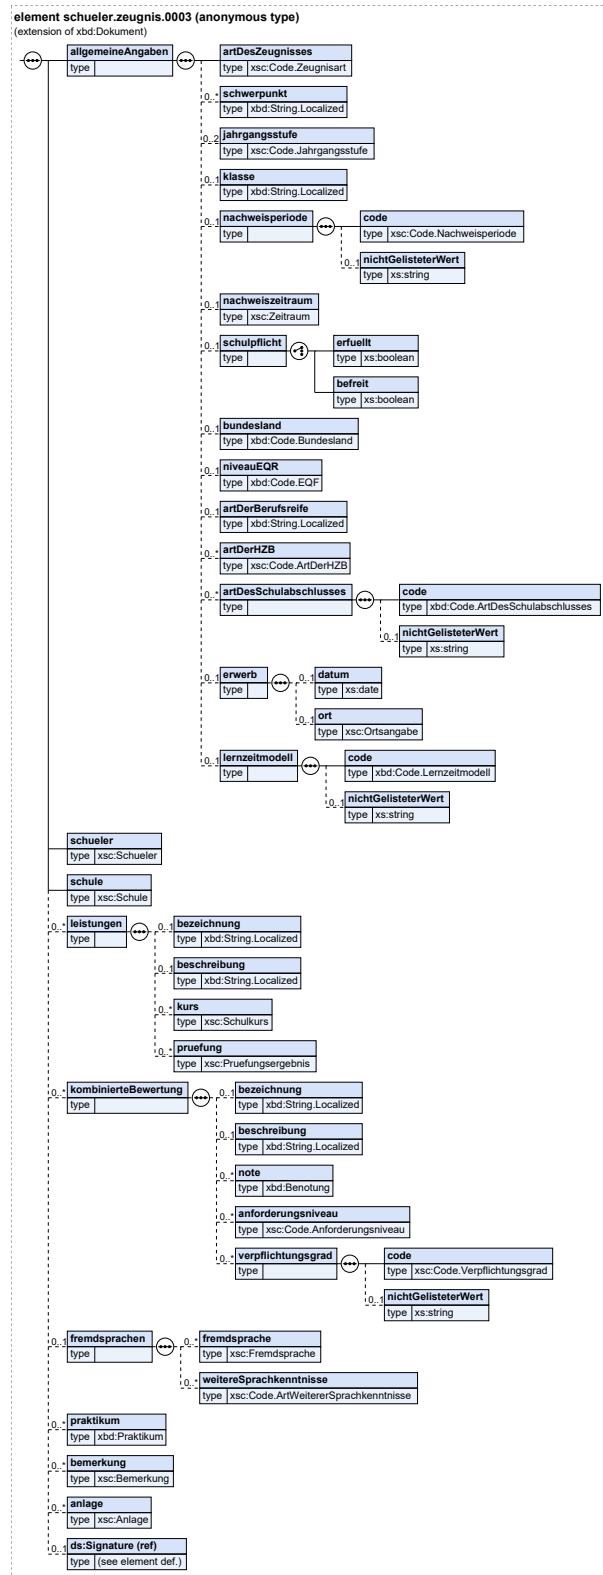 element schueler.zeugnis.0003 (anonymous type)
(extension of xbd:Dokument)
allgemeineAngaben
type
artDesZeugnisses
type xsc:Code.Zeugnisart
0..* schwerpunkt
type xbd:String.Localized
0..2 jahrgangsstufe
type xsc:Code.Jahrgangsstufe
0..1 klasse
type xbd:String.Localized
0..1 nachweisperiode
type
code
type xsc:Code.Nachweisperiode
0..1 nichtGelisteterWert
type xs:string
0..1 nachweiszeitraum
type xsc:Zeitraum
0..1 schulpflicht
type
erfuellt
type xs:boolean
befreit
type xs:boolean
0..1 bundesland
type xbd:Code.Bundesland
0..1 niveauEQR
type xbd:Code.EQF
0..1 artDerBerufsreife
type xbd:String.Localized
0..* artDerHZB
type xsc:Code.ArtDerHZB
0..* artDesSchulabschlusses
type
code
type xbd:Code.ArtDesSchulabschlusses
0..1 nichtGelisteterWert
type xs:string
0..1 erwerb
type
0..1 datum
type xs:date
0..1 ort
type xsc:Ortsangabe
0..1 lernzeitmodell
type
code
type xbd:Code.Lernzeitmodell
0..1 nichtGelisteterWert
type xs:string
schueler
type xsc:Schueler
schule
type xsc:Schule
0..* leistungen
type
0..1 bezeichnung
type xbd:String.Localized
0..1 beschreibung
type xbd:String.Localized
0..* kurs
type xsc:Schulkurs
0..* pruefung
type xsc:Pruefungsergebnis
0..* kombinierteBewertung
type
0..1 bezeichnung
type xbd:String.Localized
0..1 beschreibung
type xbd:String.Localized
0..* note
type xbd:Benotung
0..* anforderungsniveau
type xsc:Code.Anforderungsniveau
0..* verpflichtungsgrad
type
code
type xsc:Code.Verpflichtungsgrad
0..1 nichtGelisteterWert
type xs:string
0..1 fremdsprachen
type
0..* fremdsprache
type xsc:Fremdsprache
0..* weitereSprachkenntnisse
type xsc:Code.ArtWeitererSprachkenntnisse
0..* praktikum
type xbd:Praktikum
0..* bemerkung
type xsc:Bemerkung
0..* anlage
type xsc:Anlage
0..1 ds:Signature (ref)
type (see element def.)